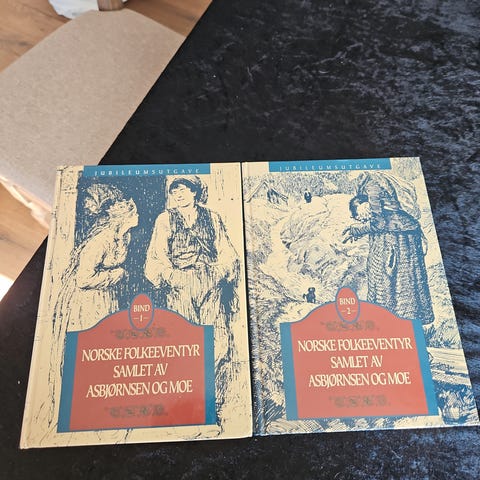 JUBILEUMSUTGAVE
BIND
–1–
NORSKE FOLKEEVENTYR
SAMLET AV
ASBJØRNSEN OG MOE
JUBILEUMSUTGAVE
BIND
–2–
NORSKE FOLKEEVENTYR
SAMLET AV
ASBJØRNSEN OG MOE